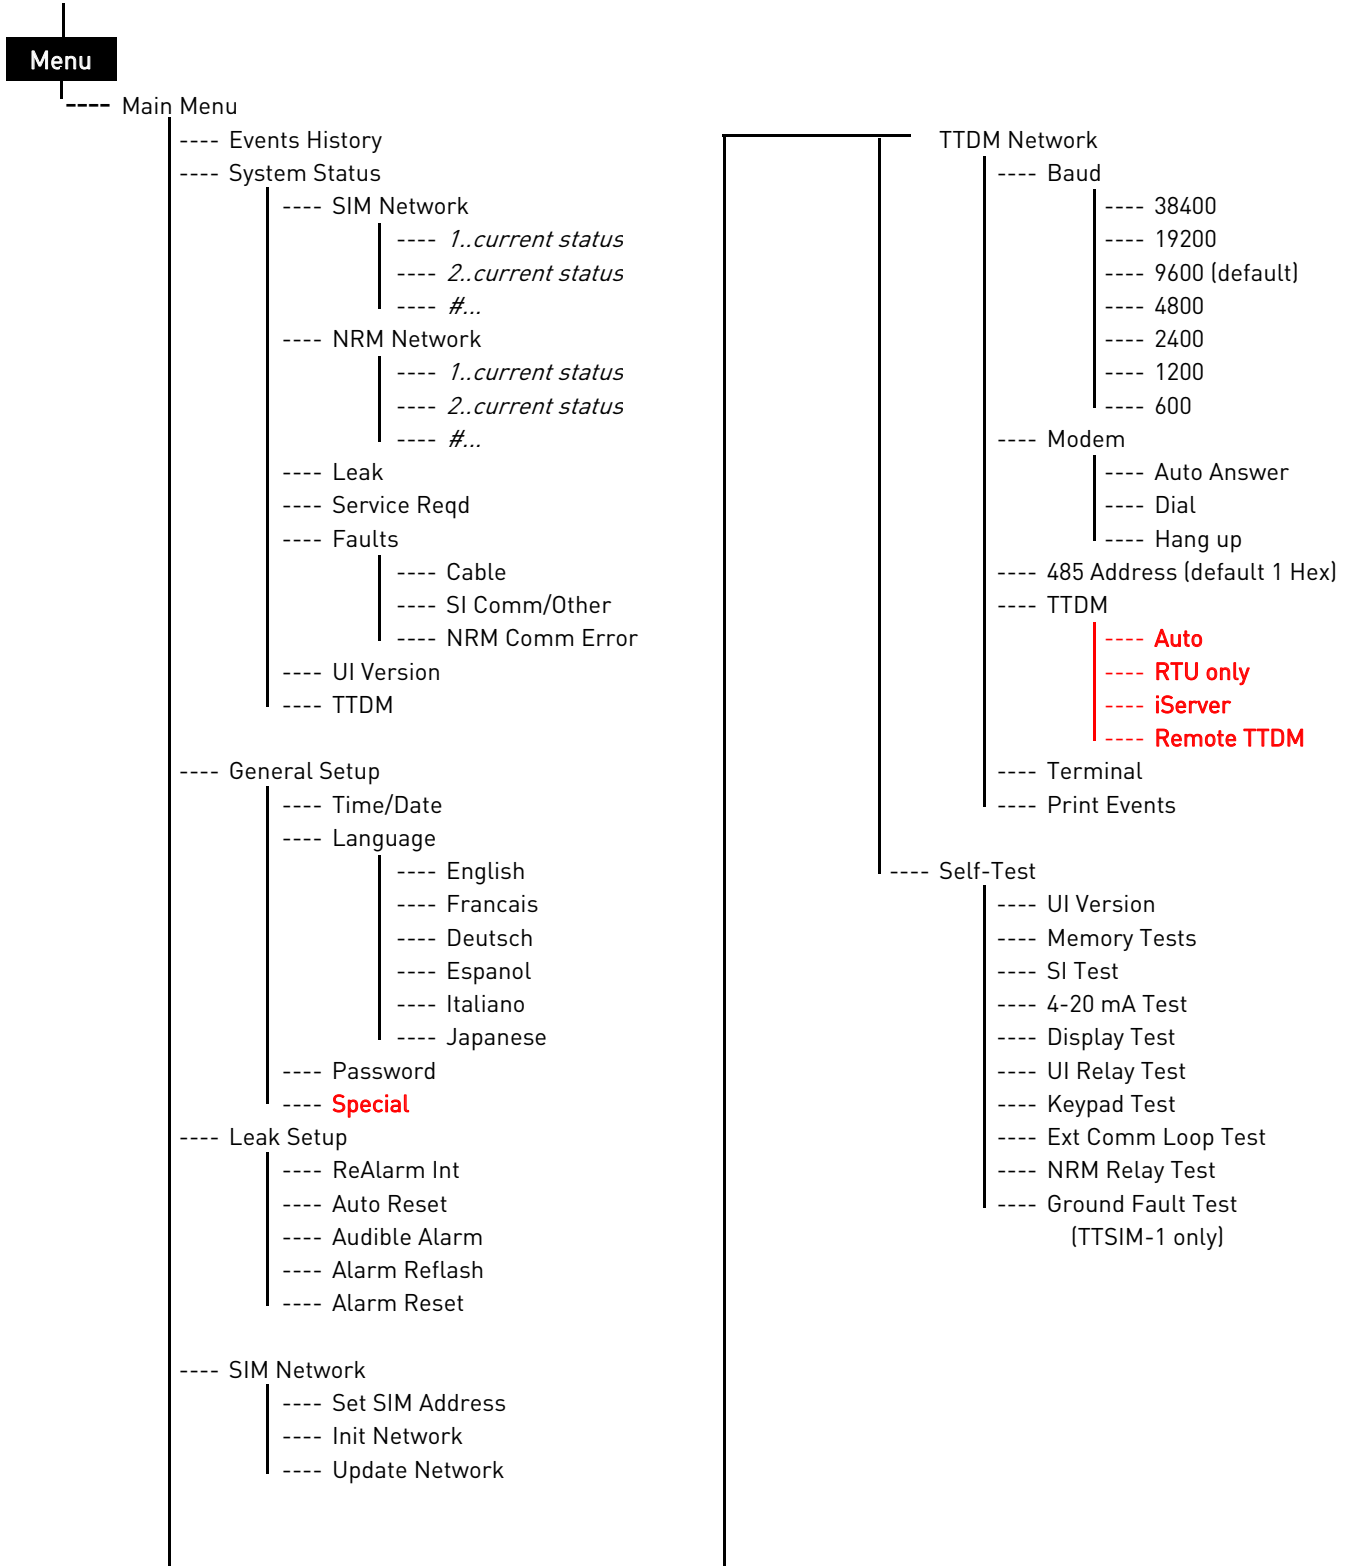 Menu
---- Main Menu
---- Events History
---- System Status
---- SIM Network
---- 1..current status
---- 2..current status
---- #...
---- NRM Network
---- 1..current status
---- 2..current status
---- #...
---- Leak
---- Service Reqd
---- Faults
---- Cable
---- SI Comm/Other
---- NRM Comm Error
---- UI Version
---- TTDM
---- General Setup
---- Time/Date
---- Language
---- English
---- Francais
---- Deutsch
---- Espanol
---- Italiano
---- Japanese
---- Password
---- Special
---- Leak Setup
---- ReAlarm Int
---- Auto Reset
---- Audible Alarm
---- Alarm Reflash
---- Alarm Reset
---- SIM Network
---- Set SIM Address
---- Init Network
---- Update Network
TTDM Network
---- Baud
---- 38400
---- 19200
---- 9600 (default)
---- 4800
---- 2400
---- 1200
---- 600
---- Modem
---- Auto Answer
---- Dial
---- Hang up
---- 485 Address (default 1 Hex)
---- TTDM
---- Auto
---- RTU only
---- iServer
---- Remote TTDM
---- Terminal
---- Print Events
---- Self-Test
---- UI Version
---- Memory Tests
---- SI Test
---- 4-20 mA Test
---- Display Test
---- UI Relay Test
---- Keypad Test
---- Ext Comm Loop Test
---- NRM Relay Test
---- Ground Fault Test
(TTSIM-1 only)